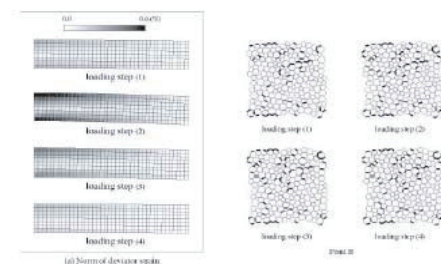 0.0
loading step (1)
loading step (2)
loading step (3)
loading step (4)
(a) Norm of deviator strain
loading step (1) loading step (2)
loading step (3) loading step (4)
Point B